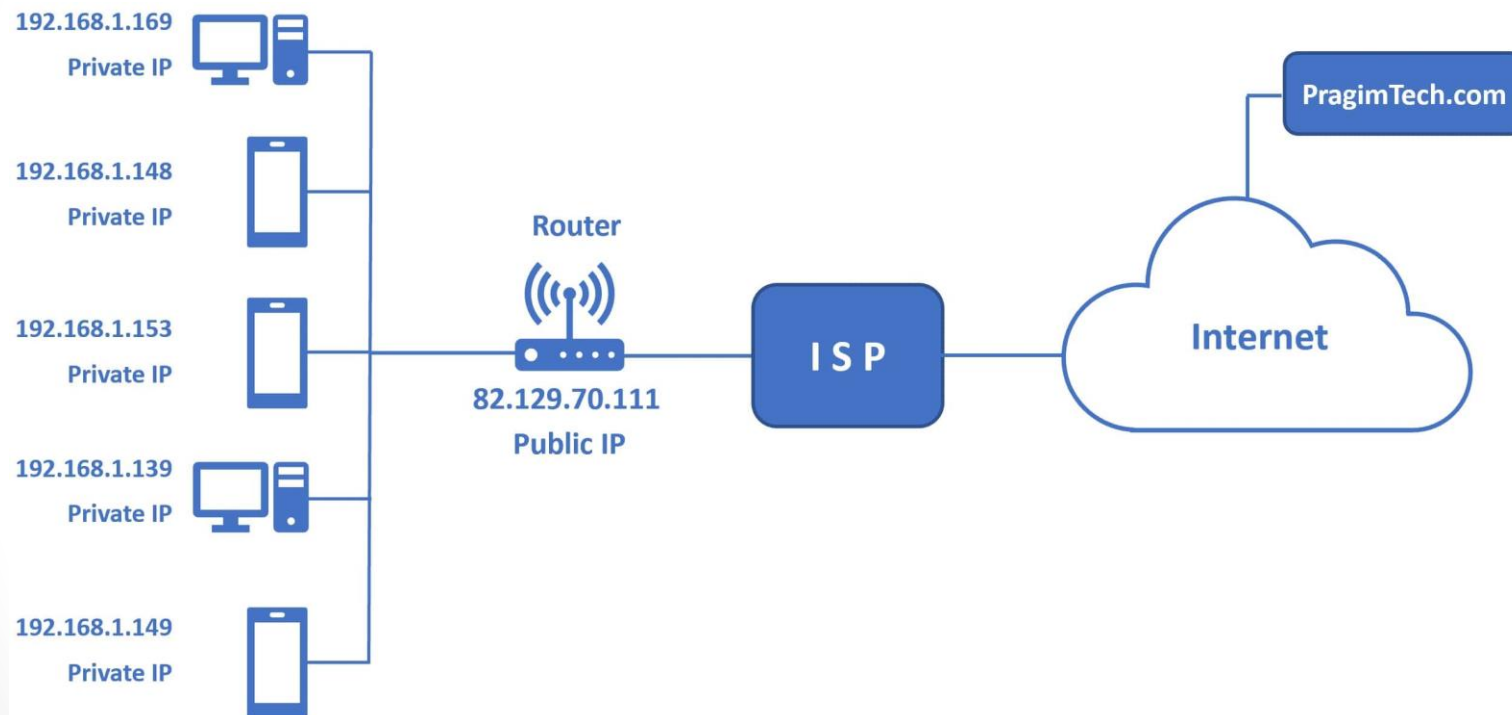 192.168.1.169
Private IP
192.168.1.148
Private IP
192.168.1.153
Private IP
192.168.1.139
Private IP
192.168.1.149
Private IP
Router
82.129.70.111
Public IP
I S P
Internet
PragimTech.com